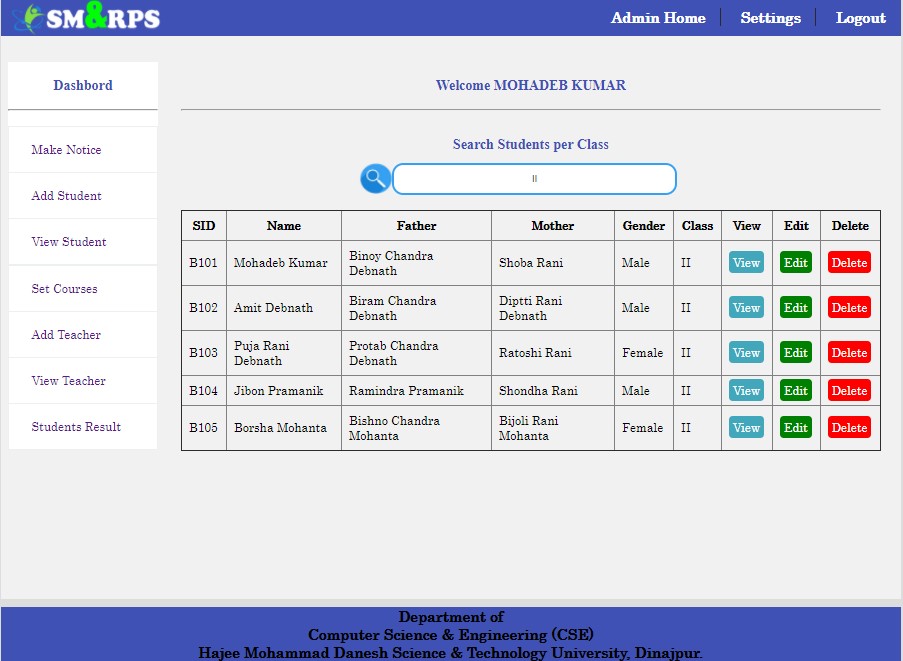 SM&RPS
Admin Home Settings Logout
Dashbord
Welcome MOHADEB KUMAR
Make Notice
Add Student
View Student
Set Courses
Add Teacher
View Teacher
Students Result
Search Students per Class
II
SID Name Father Mother Gender Class View Edit Delete
B101 Mohadeb Kumar Binoy Chandra Debnath Shoba Rani Male II View Edit Delete
B102 Amit Debnath Biram Chandra Debnath Diptti Rani Debnath Male II View Edit Delete
B103 Puja Rani Debnath Protab Chandra Debnath Ratoshi Rani Female II View Edit Delete
B104 Jibon Pramanik Ramindra Pramanik Shondha Rani Male II View Edit Delete
B105 Borsha Mohanta Bishno Chandra Mohanta Bijoli Rani Mohanta Female II View Edit Delete
Department of
Computer Science & Engineering (CSE)
Hajee Mohammad Danesh Science & Technology University, Dinajpur.